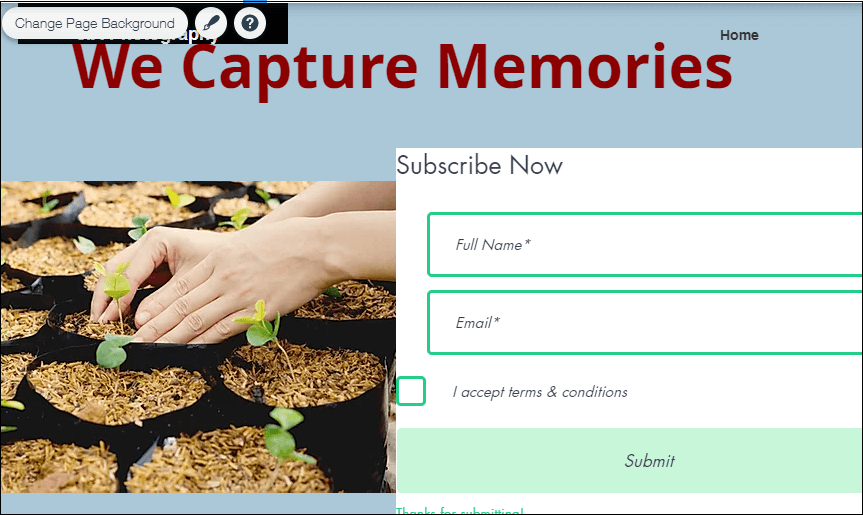 Change Page Background
?
Photography
Home
We Capture Memories
Subscribe Now
Full Name*
Email*
I accept terms & conditions
Submit
Thanks for submitting!